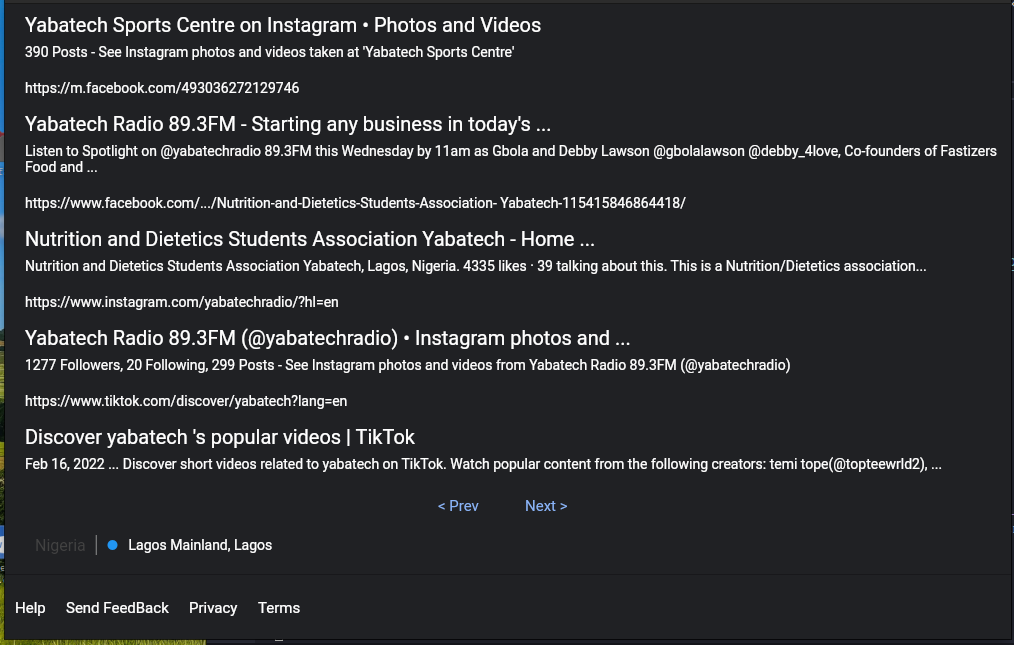 Yabatech Sports Centre on Instagram • Photos and Videos
390 Posts - See Instagram photos and videos taken at 'Yabatech Sports Centre'
https://m.facebook.com/493036272129746
Yabatech Radio 89.3FM - Starting any business in today's ...
Listen to Spotlight on @yabatechradio 89.3FM this Wednesday by 11am as Gbola and Debby Lawson @gbolalawson @debby_4love, Co-founders of Fastizers
Food and ...
https://www.facebook.com/.../Nutrition-and-Dietetics-Students-Association- Yabatech-115415846864418/
Nutrition and Dietetics Students Association Yabatech - Home ...
Nutrition and Dietetics Students Association Yabatech, Lagos, Nigeria. 4335 likes · 39 talking about this. This is a Nutrition/Dietetics association...
https://www.instagram.com/yabatechradio/?hl=en
Yabatech Radio 89.3FM (@yabatechradio) • Instagram photos and ...
1277 Followers, 20 Following, 299 Posts - See Instagram photos and videos from Yabatech Radio 89.3FM (@yabatechradio)
https://www.tiktok.com/discover/yabatech?lang=en
Discover yabatech 's popular videos | TikTok
Feb 16, 2022 ... Discover short videos related to yabatech on TikTok. Watch popular content from the following creators: temi tope(@topteewrld2), ...
< Prev Next >
Nigeria Lagos Mainland, Lagos
Help Send FeedBack Privacy Terms